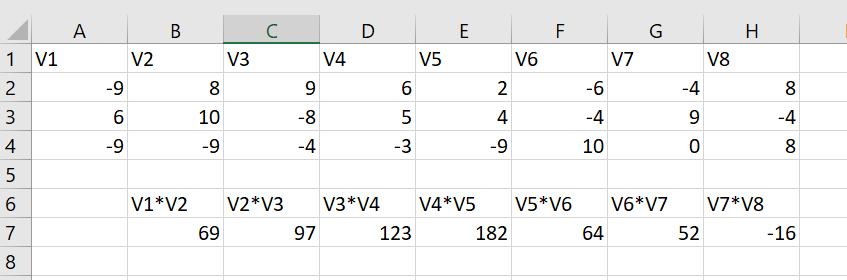 A B C D E F G H
1 V1 V2 V3 V4 V5 V6 V7 V8
2 -9 8 9 6 2 -6 -4 8
3 6 10 -8 5 4 -4 9 -4
4 -9 -9 -4 -3 -9 10 0 8
5
6 V1*V2 V2*V3 V3*V4 V4*V5 V5*V6 V6*V7 V7*V8
7 69 97 123 182 64 52 -16
8